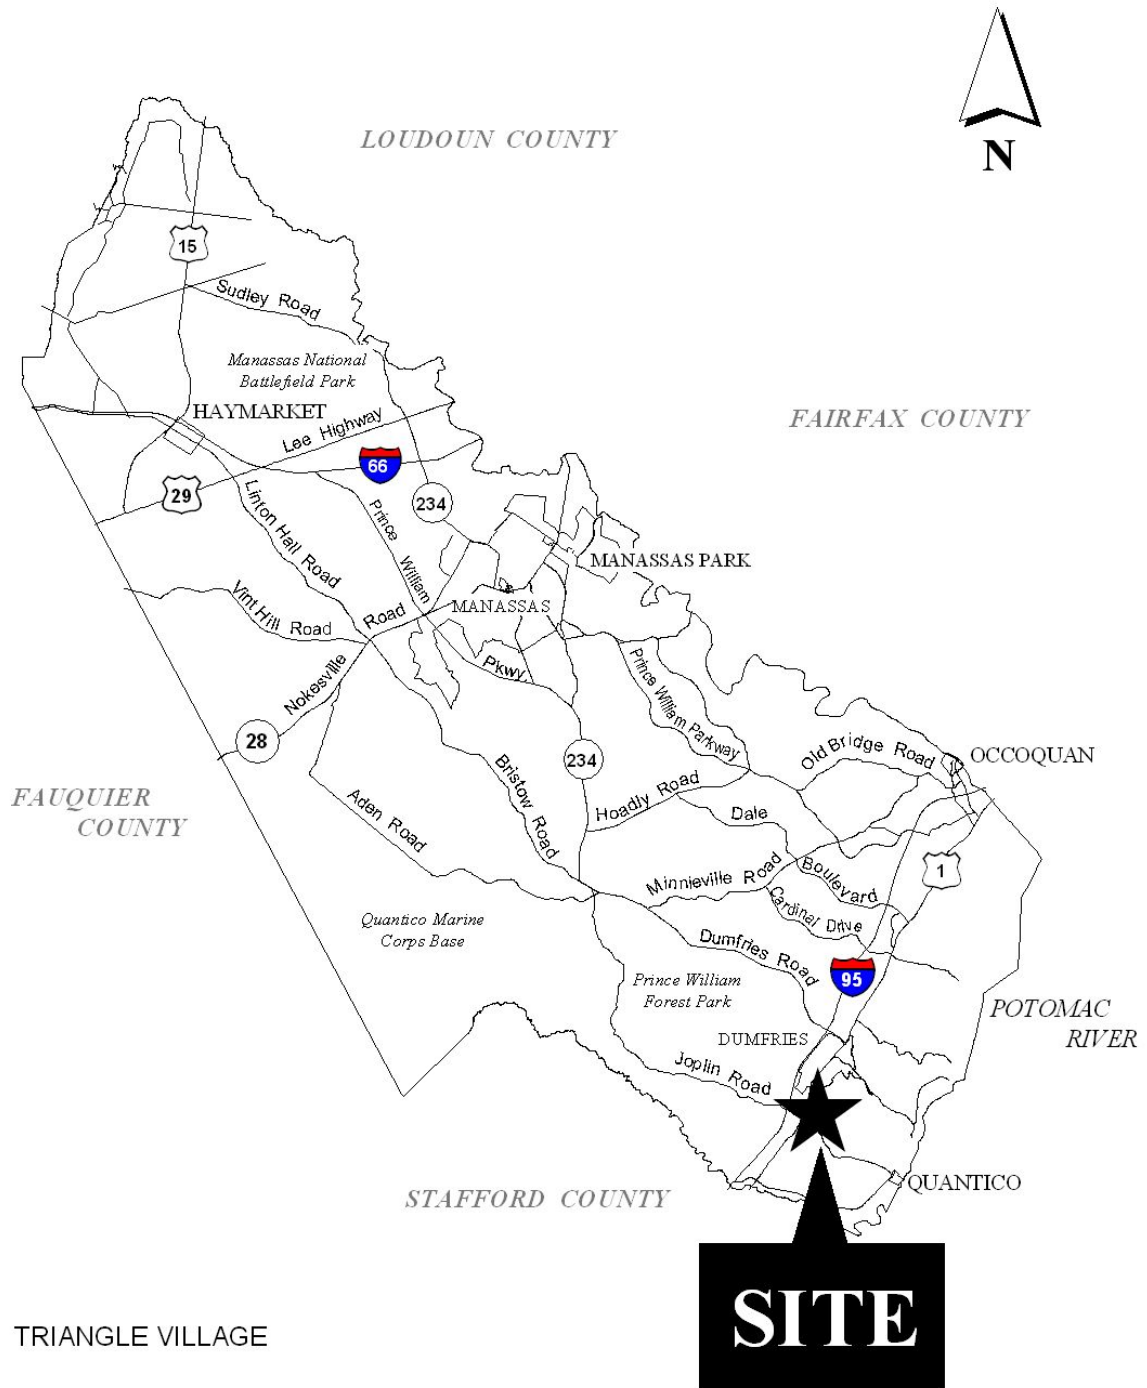 LOUDOUN COUNTY
N
15
Sudley Road
Manassas National
Battlefield Park
HAYMARKET
Lee Highway
FAIRFAX COUNTY
66
29
234
Linton Hall Road
Prince William
MANASSAS PARK
Vint Hill Road
Road
MANASSAS
Nokesville
Pkwy
Prince William Parkway
28
234
Old Bridge Road
OCCOQUAN
FAUQUIER
COUNTY
Aden Road
Bristow Road
Hoadly Road
Dale
Boulevard
1
Minnieville Road
Cardinal Drive
Quantico Marine
Corps Base
Dumfries Road
95
Prince William
Forest Park
POTOMAC
RIVER
DUMFRIES
Joplin Road
QUANTICO
STAFFORD COUNTY
SITE
TRIANGLE VILLAGE